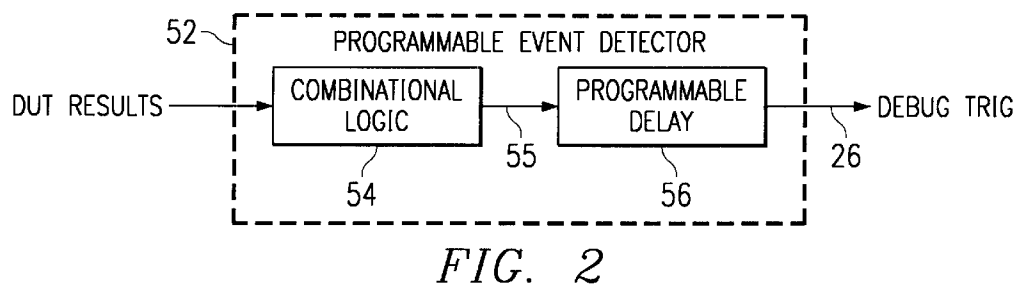 52
PROGRAMMABLE EVENT DETECTOR
DUT RESULTS
COMBINATIONAL
LOGIC
PROGRAMMABLE
DELAY
DEBUG TRIG
54
55
56
26
FIG. 2